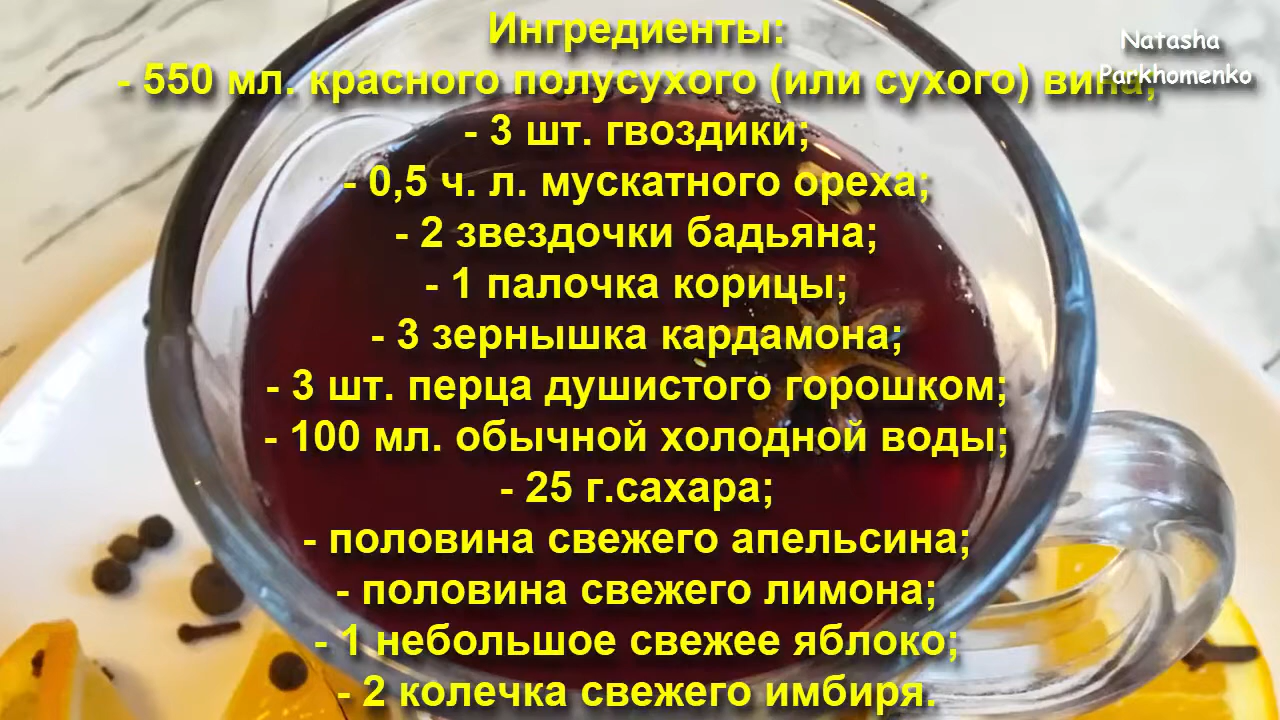 Ингредиенты:
- 550 мл. красного полусухого (или сухого) вина;
- 3 шт. гвоздики;
- 0,5 ч. л. мускатного ореха;
- 2 звездочки бадьяна;
- 1 палочка корицы;
- 3 зернышка кардамона;
- 3 шт. перца душистого горошком;
- 100 мл. обычной холодной воды;
- 25 г.сахара;
- половина свежего апельсина;
- половина свежего лимона;
- 1 небольшое свежее яблоко;
- 2 колечка свежего имбиря.
Natasha
Parkhomenko